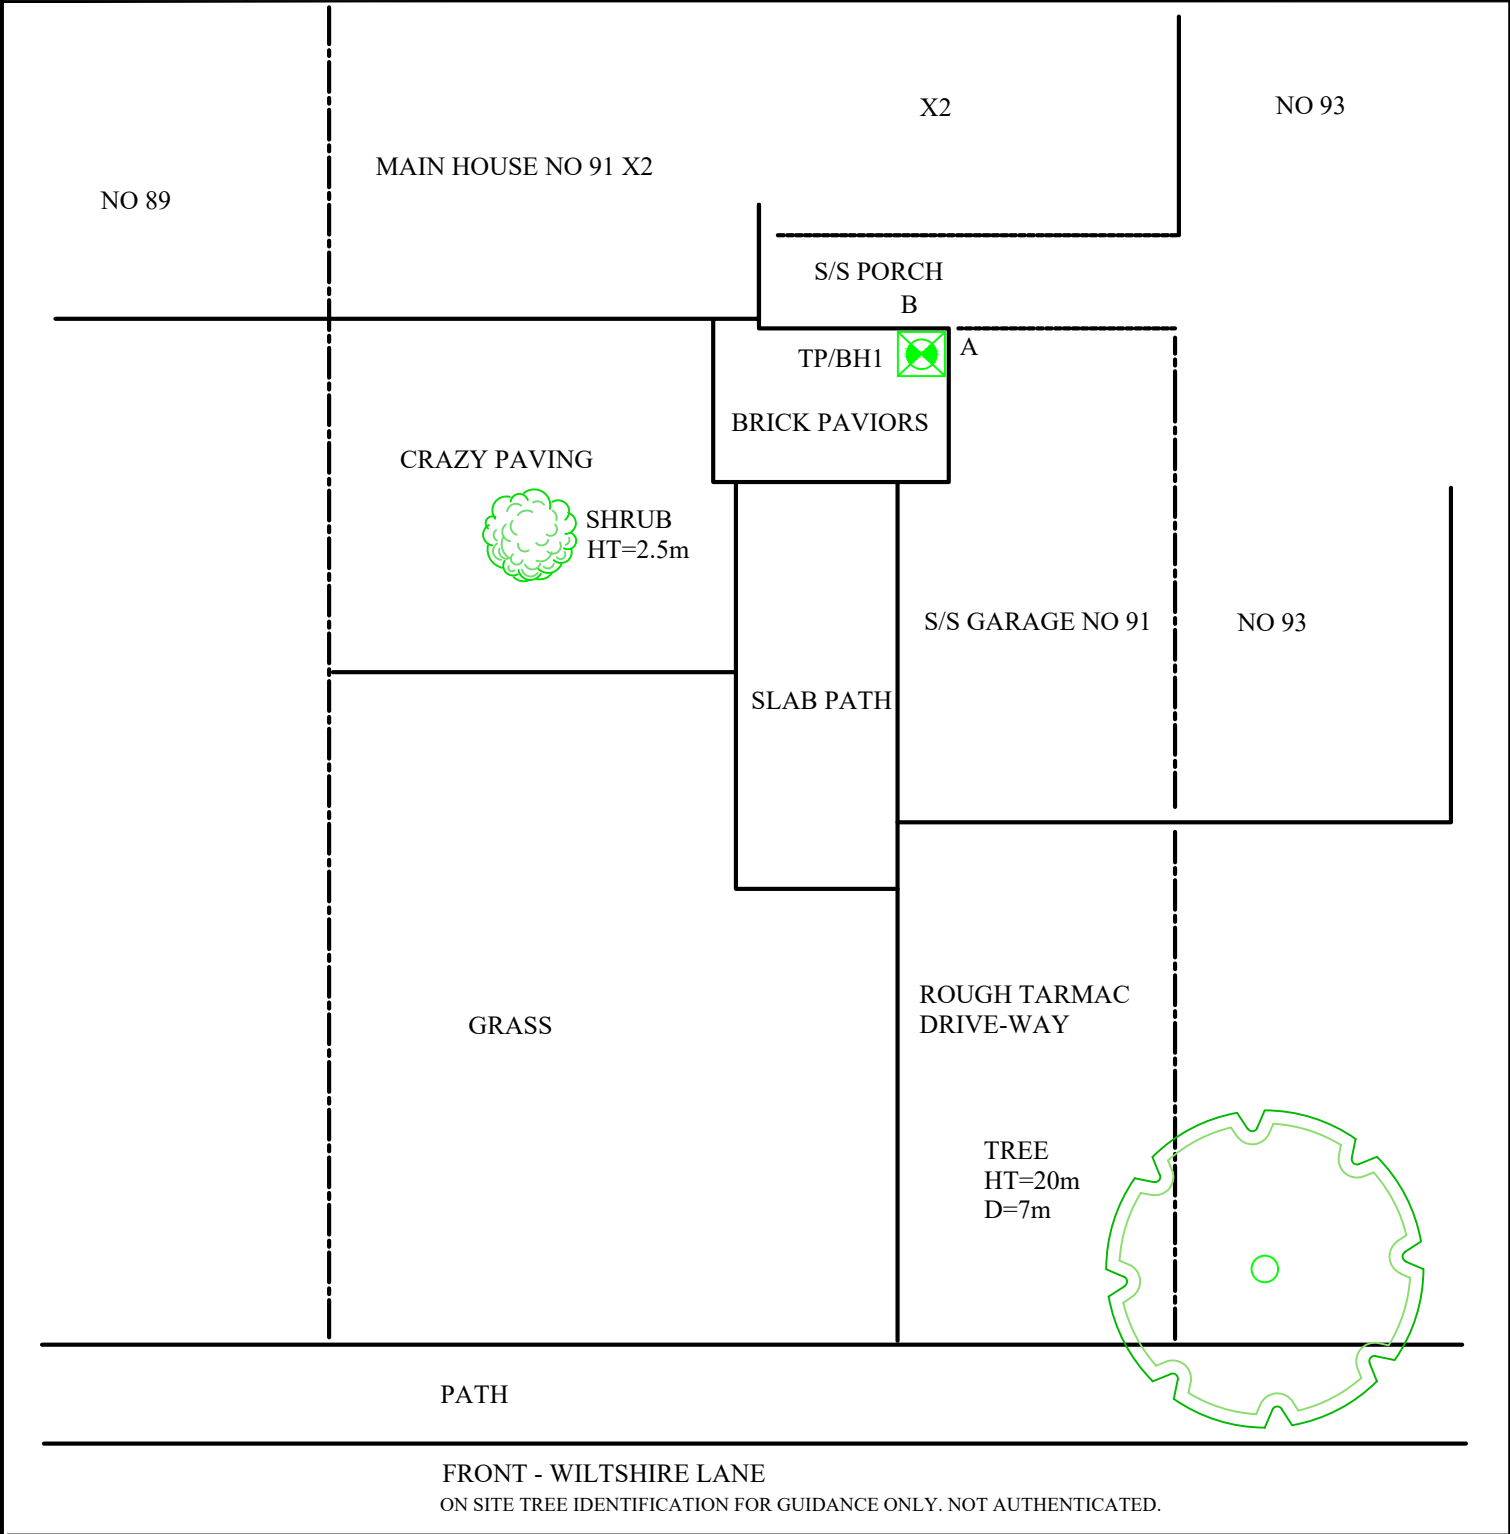 X2
NO 93
MAIN HOUSE NO 91 X2
NO 89
S/S PORCH
B
A
TP/BH1
BRICK PAVIORS
CRAZY PAVING
SHRUB
HT=2.5m
S/S GARAGE NO 91
NO 93
SLAB PATH
ROUGH TARMAC
DRIVE-WAY
GRASS
TREE
HT=20m
D=7m
PATH
FRONT - WILTSHIRE LANE
ON SITE TREE IDENTIFICATION FOR GUIDANCE ONLY. NOT AUTHENTICATED.